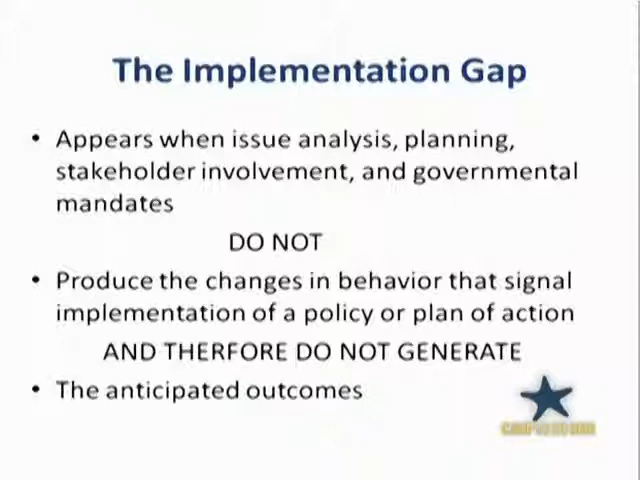 The Implementation Gap
• Appears when issue analysis, planning,
stakeholder involvement, and governmental
mandates
DO NOT
• Produce the changes in behavior that signal
implementation of a policy or plan of action
AND THERFORE DO NOT GENERATE
• The anticipated outcomes